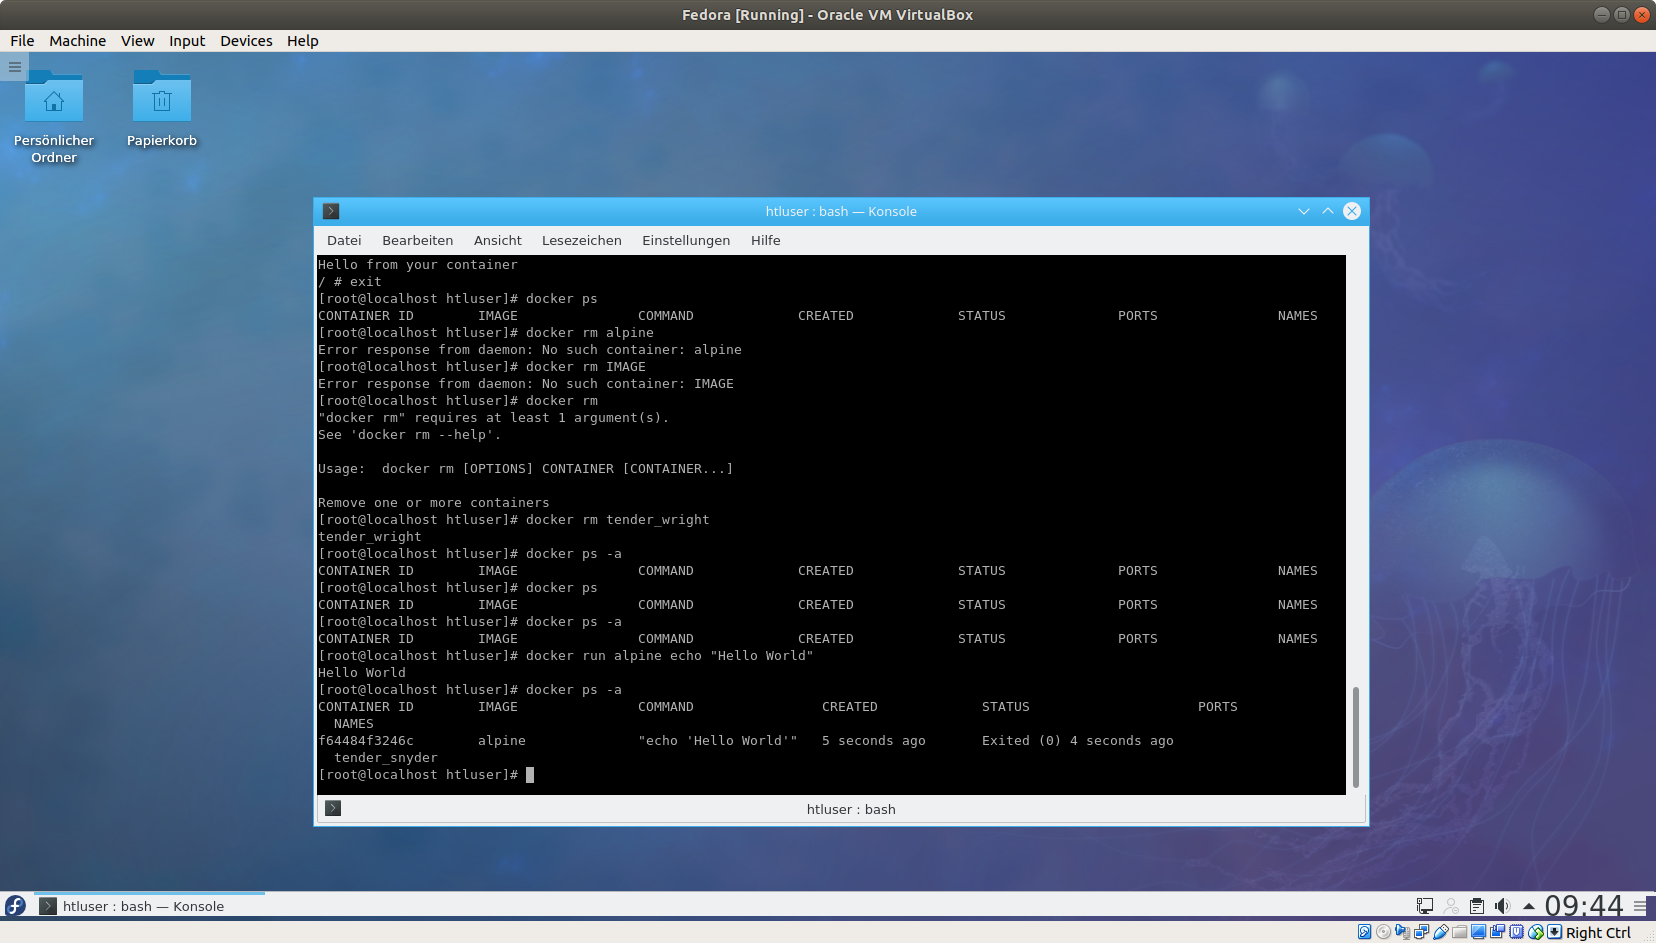 Fedora [Running] - Oracle VM VirtualBox
File Machine View Input Devices Help
Persönlicher Ordner
Papierkorb
htluser : bash — Konsole
Datei Bearbeiten Ansicht Lesezeichen Einstellungen Hilfe
Hello from your container
/ # exit
[root@localhost htluser]# docker ps
CONTAINER ID IMAGE COMMAND CREATED STATUS PORTS NAMES
[root@localhost htluser]# docker rm alpine
Error response from daemon: No such container: alpine
[root@localhost htluser]# docker rm IMAGE
Error response from daemon: No such container: IMAGE
[root@localhost htluser]# docker rm
"docker rm" requires at least 1 argument(s).
See 'docker rm --help'.
Usage: docker rm [OPTIONS] CONTAINER [CONTAINER...]
Remove one or more containers
[root@localhost htluser]# docker rm tender_wright
tender_wright
[root@localhost htluser]# docker ps -a
CONTAINER ID IMAGE COMMAND CREATED STATUS PORTS NAMES
[root@localhost htluser]# docker ps
CONTAINER ID IMAGE COMMAND CREATED STATUS PORTS NAMES
[root@localhost htluser]# docker ps -a
CONTAINER ID IMAGE COMMAND CREATED STATUS PORTS NAMES
[root@localhost htluser]# docker run alpine echo "Hello World"
Hello World
[root@localhost htluser]# docker ps -a
CONTAINER ID IMAGE COMMAND CREATED STATUS PORTS
NAMES
f64484f3246c alpine "echo 'Hello World'" 5 seconds ago Exited (0) 4 seconds ago
tender_snyder
[root@localhost htluser]#
htluser : bash
htluser : bash — Konsole
09:44
Right Ctrl